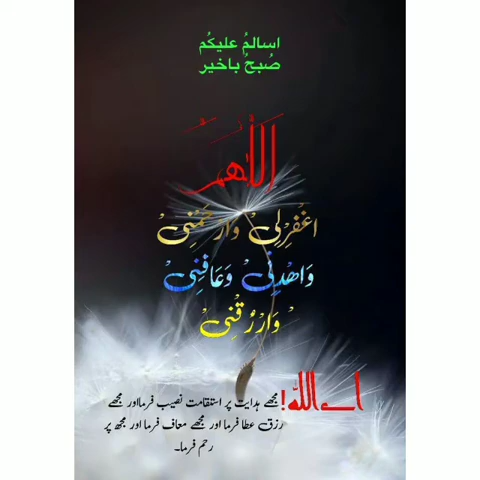 اسالمُ علیکُم
صُبحُ باخیر
اَللّٰھُمَّ
اغْفِرْلِیْ وَارْحَمْنِیْ
وَاھْدِنِیْ وَعَافِنِیْ
وَارْزُقْنِیْ
اے اللہ! مجھے ہدایت پر استقامت نصیب فرما اور مجھے
رزق عطا فرما اور مجھے معاف فرما اور مجھ پر
رحم فرما۔